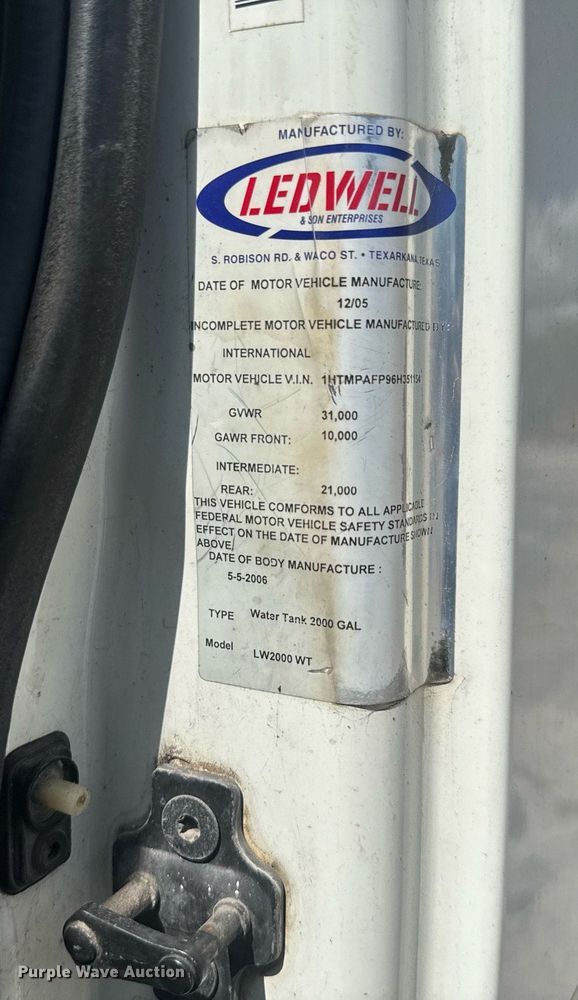 MANUFACTURED BY:
LEDWELL
& SON ENTERPRISES
S. ROBISON RD. & WACO ST. • TEXARKANA, TEXAS
DATE OF MOTOR VEHICLE MANUFACTURE:
12/05
INCOMPLETE MOTOR VEHICLE MANUFACTURED BY:
INTERNATIONAL
MOTOR VEHICLE V.I.N. 1HTMPAFP96H351154
GVWR 31,000
GAWR FRONT: 10,000
INTERMEDIATE:
REAR: 21,000
THIS VEHICLE COMFORMS TO ALL APPLICABLE
FEDERAL MOTOR VEHICLE SAFETY STANDARDS
EFFECT ON THE DATE OF MANUFACTURE SHOWN
ABOVE/
DATE OF BODY MANUFACTURE :
5-5-2006
TYPE Water Tank 2000 GAL
Model LW2000 WT
Purple Wave Auction